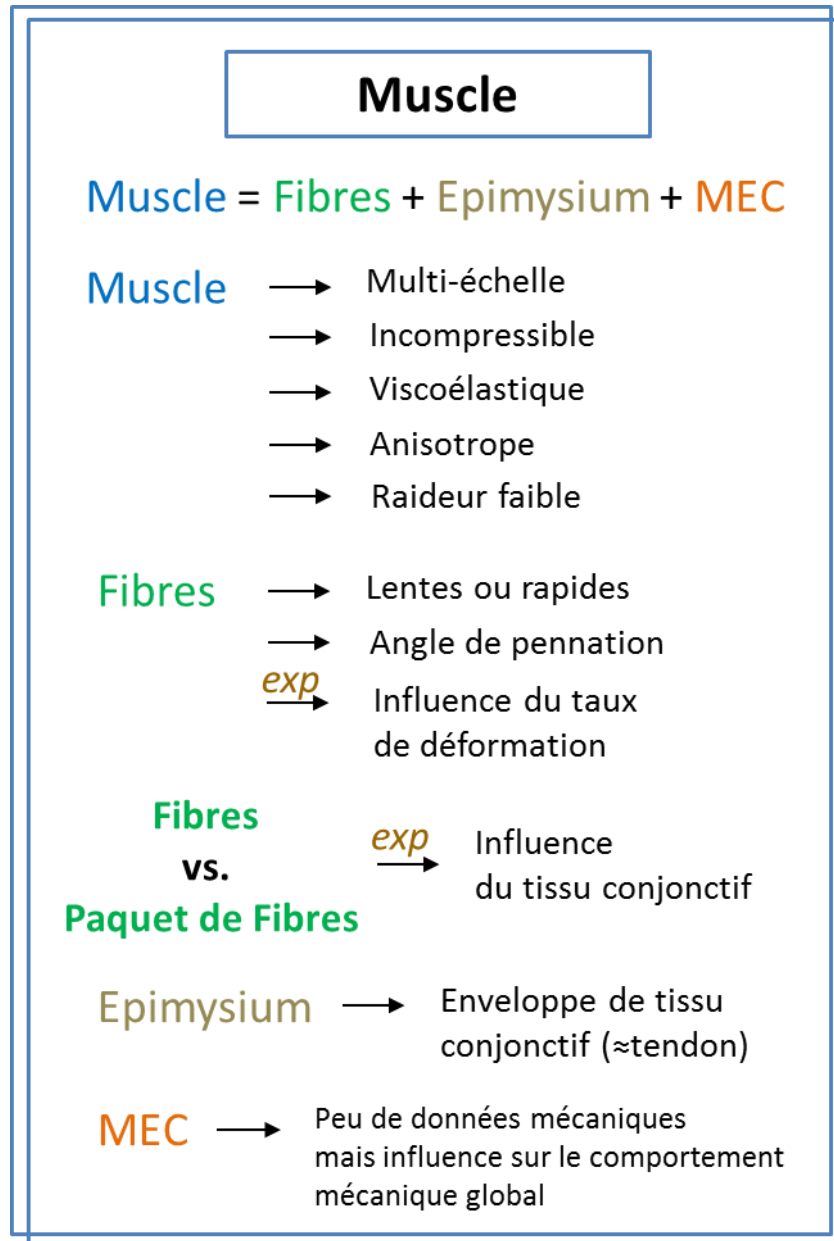 Muscle
Muscle = Fibres + Epimysium + MEC
Muscle → Multi-échelle
→ Incompressible
→ Viscoélastique
→ Anisotrope
→ Raideur faible
Fibres → Lentes ou rapides
→ Angle de pennation
exp → Influence du taux
de déformation
Fibres
vs.
Paquet de Fibres
exp → Influence
du tissu conjonctif
Epimysium → Enveloppe de tissu
conjonctif (≈tendon)
MEC → Peu de données mécaniques
mais influence sur le comportement
mécanique global